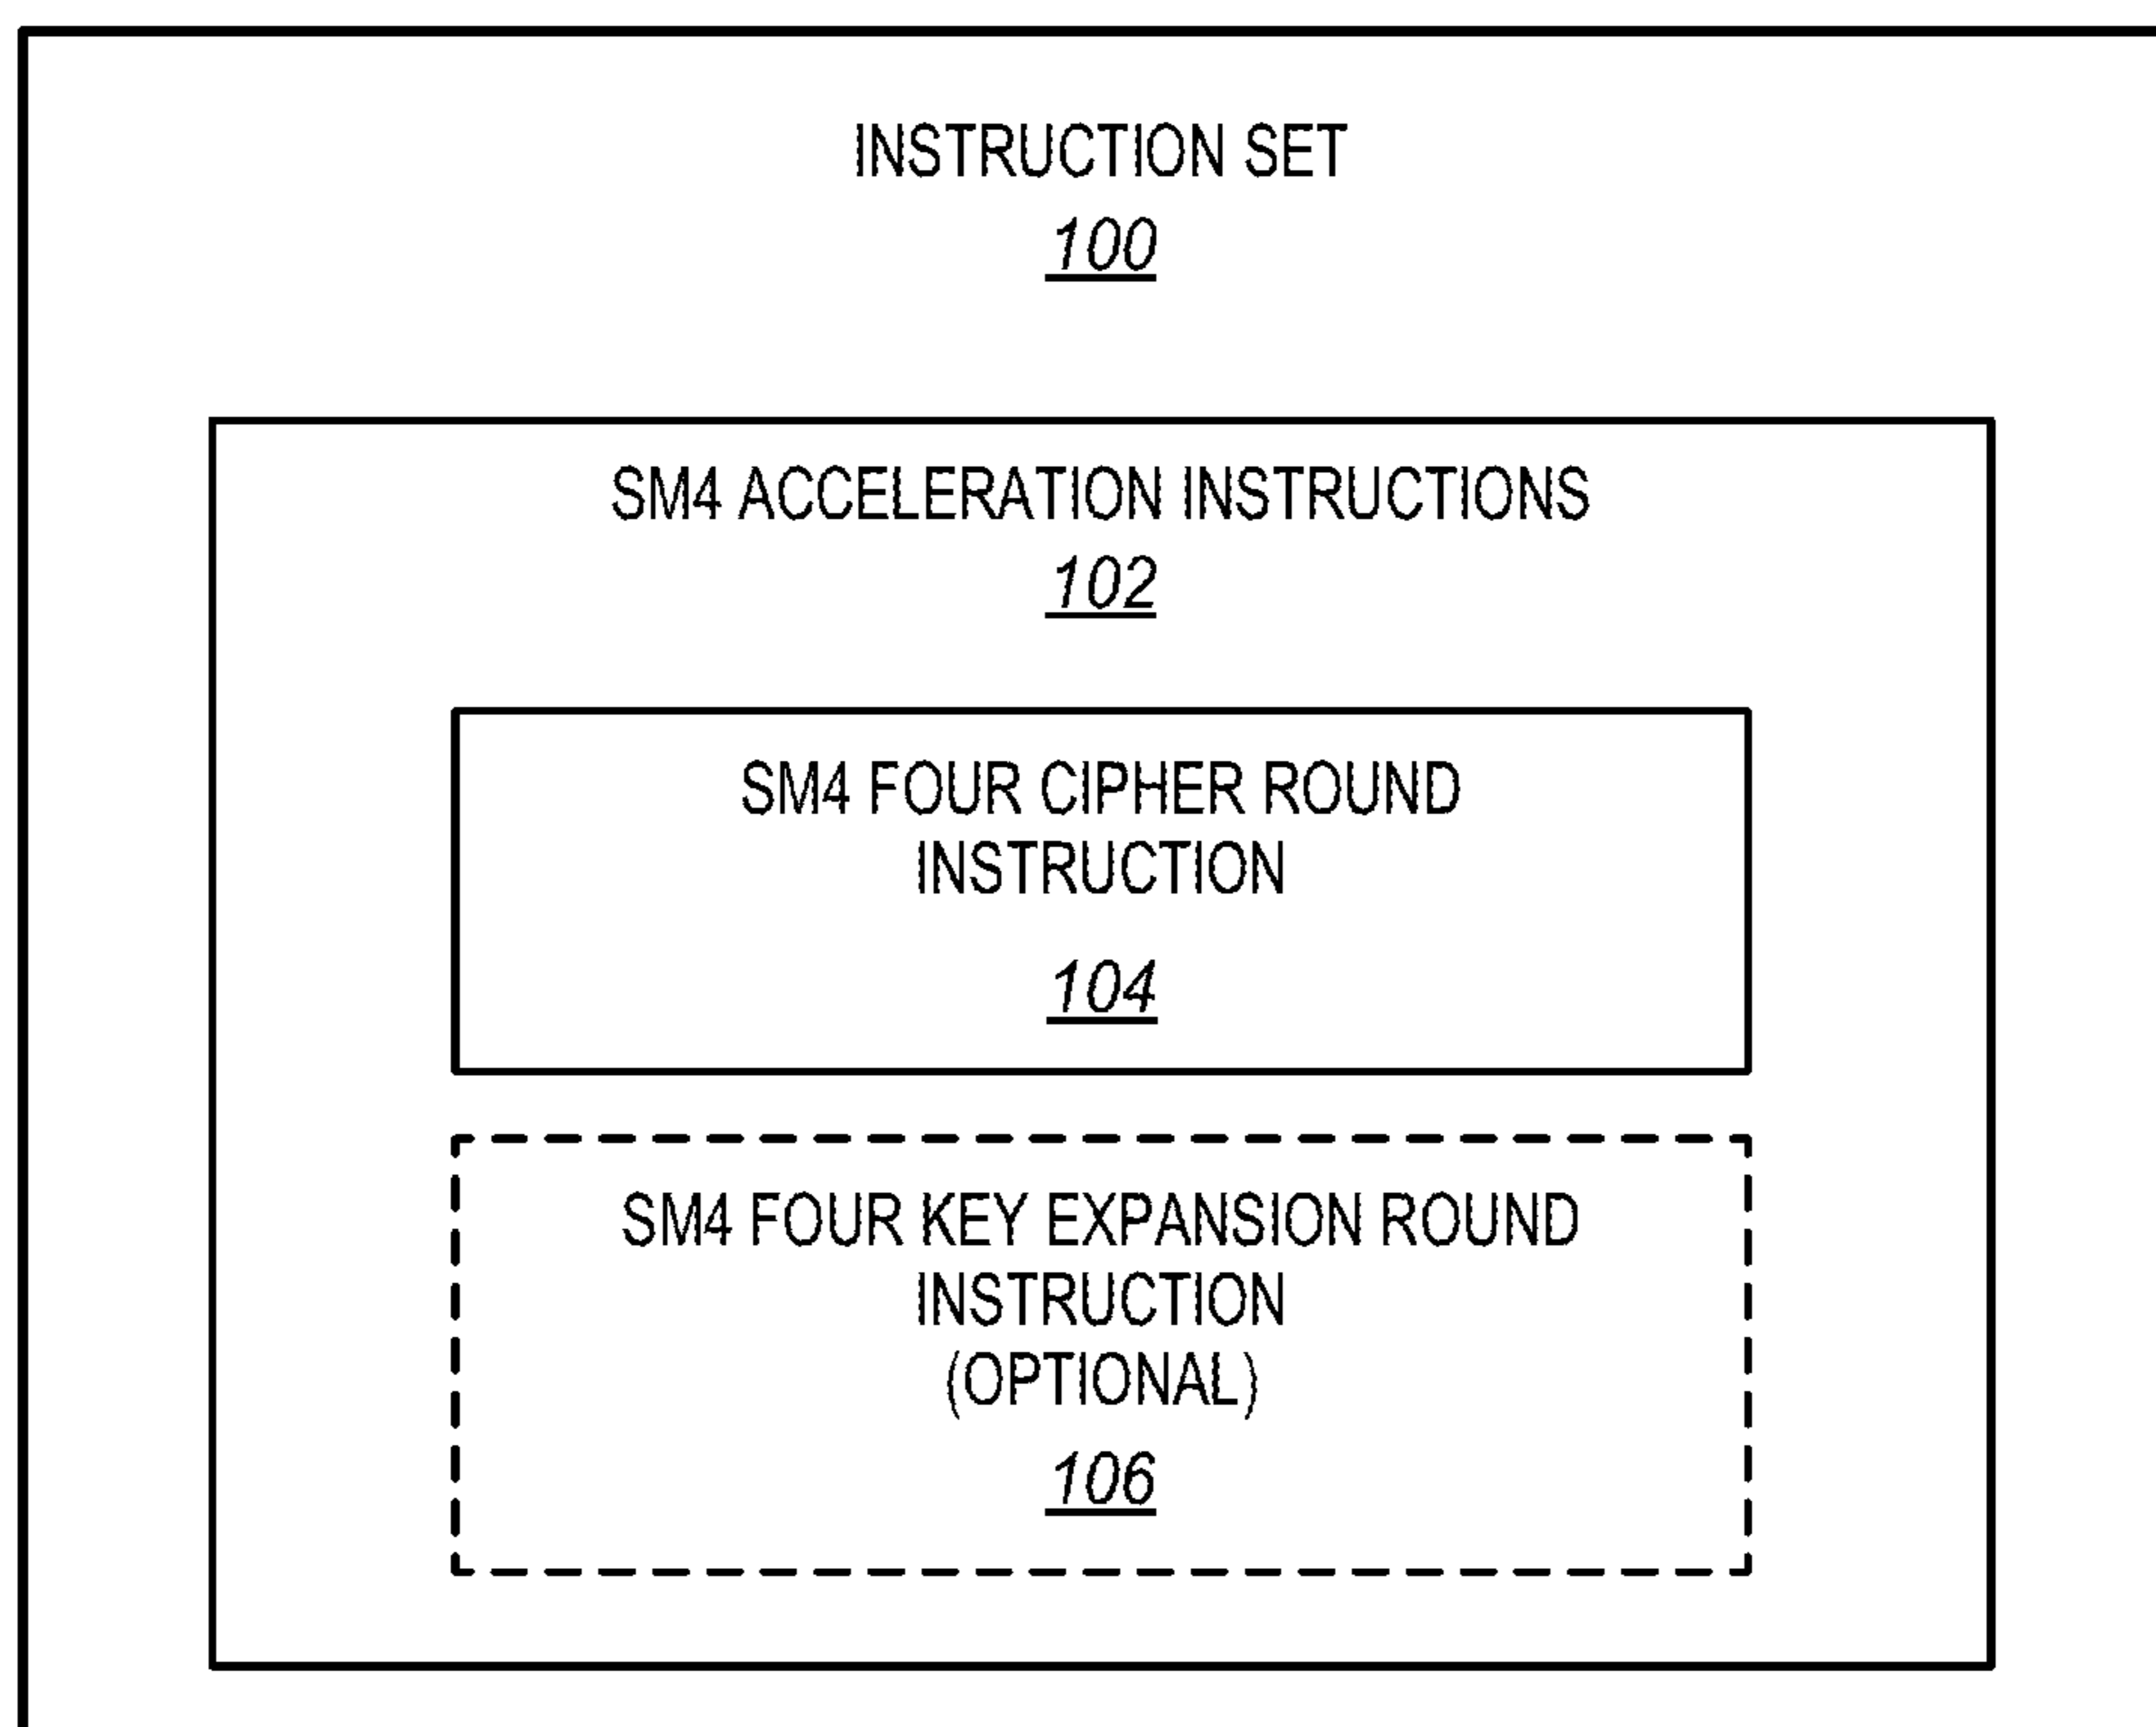 INSTRUCTION SET
100
SM4 ACCELERATION INSTRUCTIONS
102
SM4 FOUR CIPHER ROUND
INSTRUCTION
104
SM4 FOUR KEY EXPANSION ROUND
INSTRUCTION
(OPTIONAL)
106